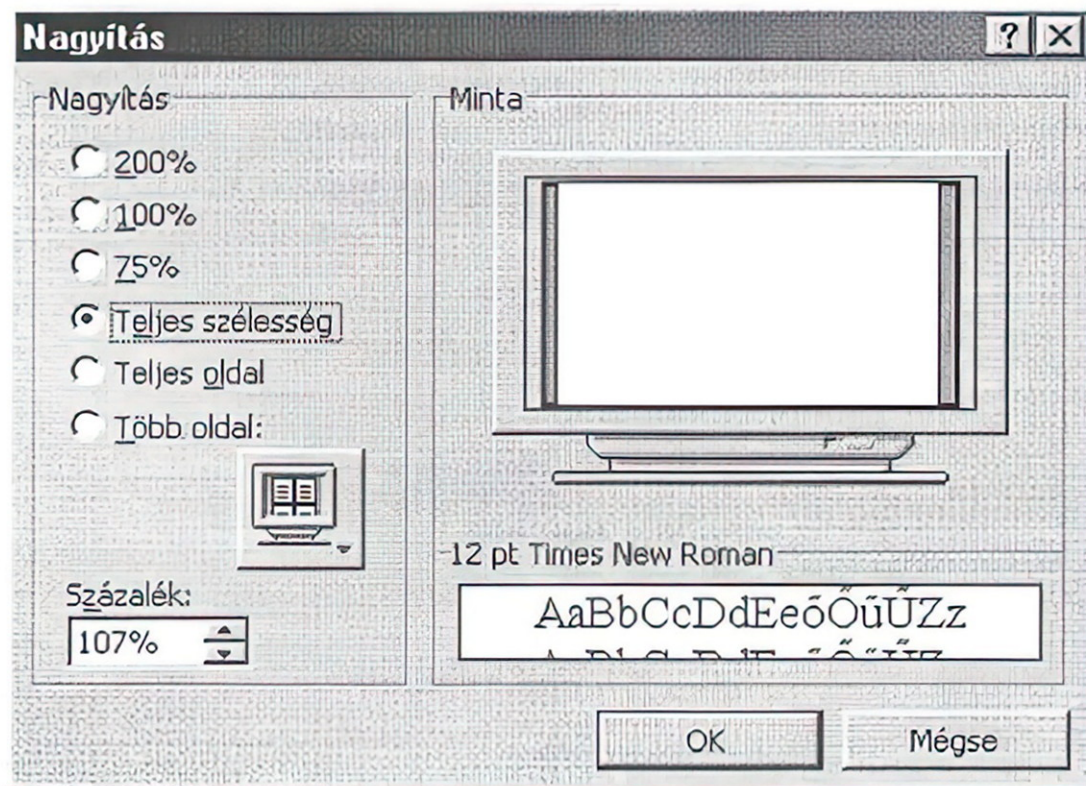 Nagyítás
Nagyítás
200%
100%
75%
Teljes szélesség
Teljes oldal
Több oldal:
Százalék:
107%
Minta
12 pt Times New Roman
AaBbCcDdEeőŐűŰZz
OK
Mégse